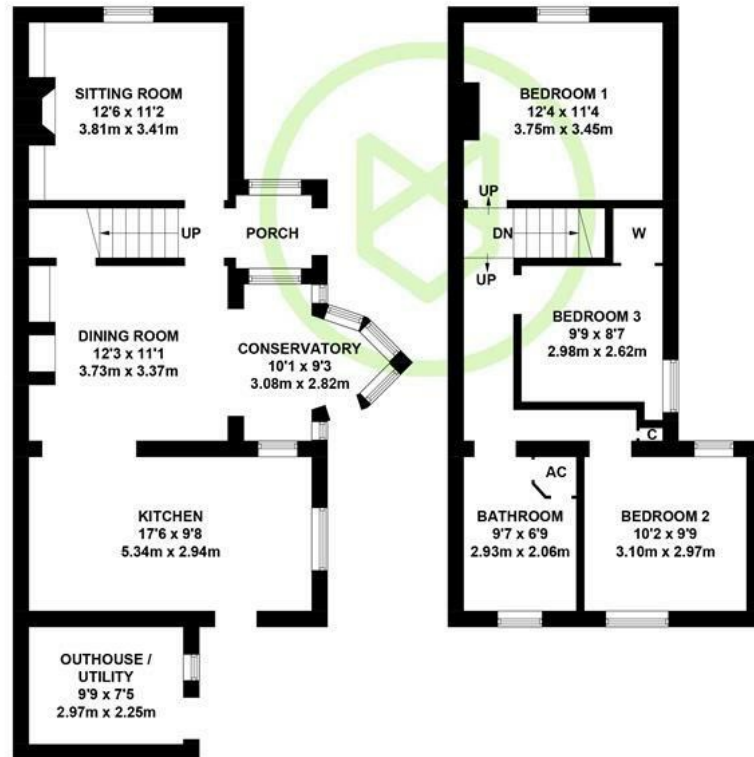 SITTING ROOM
12'6 x 11'2
3.81m x 3.41m
UP
PORCH
DINING ROOM
12'3 x 11'1
3.73m x 3.37m
CONSERVATORY
10'1 x 9'3
3.08m x 2.82m
KITCHEN
17'6 x 9'8
5.34m x 2.94m
OUTHOUSE /
UTILITY
9'9 x 7'5
2.97m x 2.25m
BEDROOM 1
12'4 x 11'4
3.75m x 3.45m
UP
DN
W
UP
BEDROOM 3
9'9 x 8'7
2.98m x 2.62m
C
AC
BATHROOM
9'7 x 6'9
2.93m x 2.06m
BEDROOM 2
10'2 x 9'9
3.10m x 2.97m